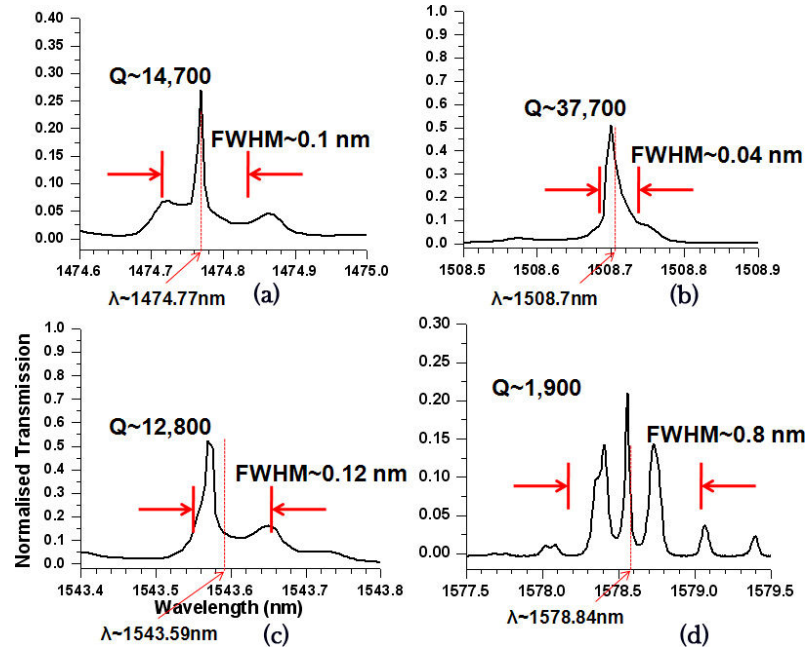 0.40
0.35
0.30
0.25
0.20
0.15
0.10
0.05
0.00
Q~14,700
FWHM~0.1 nm
1474.6 1474.7 1474.8 1474.9 1475.0
λ~1474.77nm
(a)
1.0
0.9
0.8
0.7
0.6
0.5
0.4
0.3
0.2
0.1
0.0
Q~37,700
FWHM~0.04 nm
1508.5 1508.6 1508.7 1508.8 1508.9
λ~1508.7nm
(b)
Normalised Transmission
1.0
0.9
0.8
0.7
0.6
0.5
0.4
0.3
0.2
0.1
0.0
Q~12,800
FWHM~0.12 nm
1543.4 1543.5 1543.6 1543.7 1543.8
Wavelength (nm)
λ~1543.59nm
(c)
0.30
0.25
0.20
0.15
0.10
0.05
0.00
Q~1,900
FWHM~0.8 nm
1577.5 1578.0 1578.5 1579.0 1579.5
λ~1578.84nm
(d)